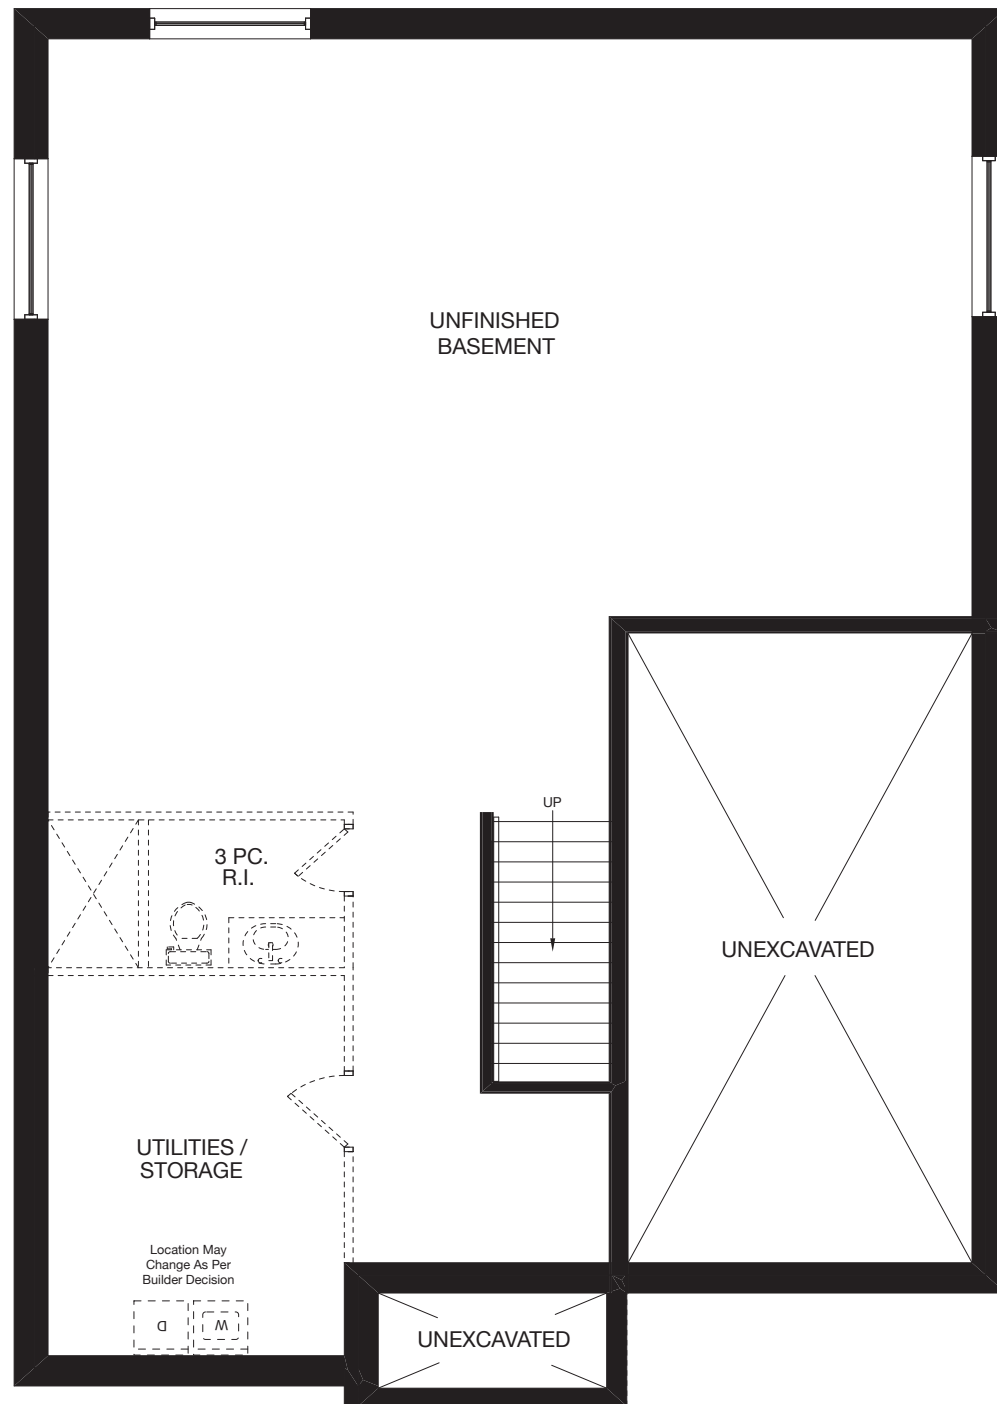 UNFINISHED
BASEMENT
UP
3 PC.
R.I.
UNEXCAVATED
UTILITIES /
STORAGE
Location May
Change As Per
Builder Decision
D
W
UNEXCAVATED